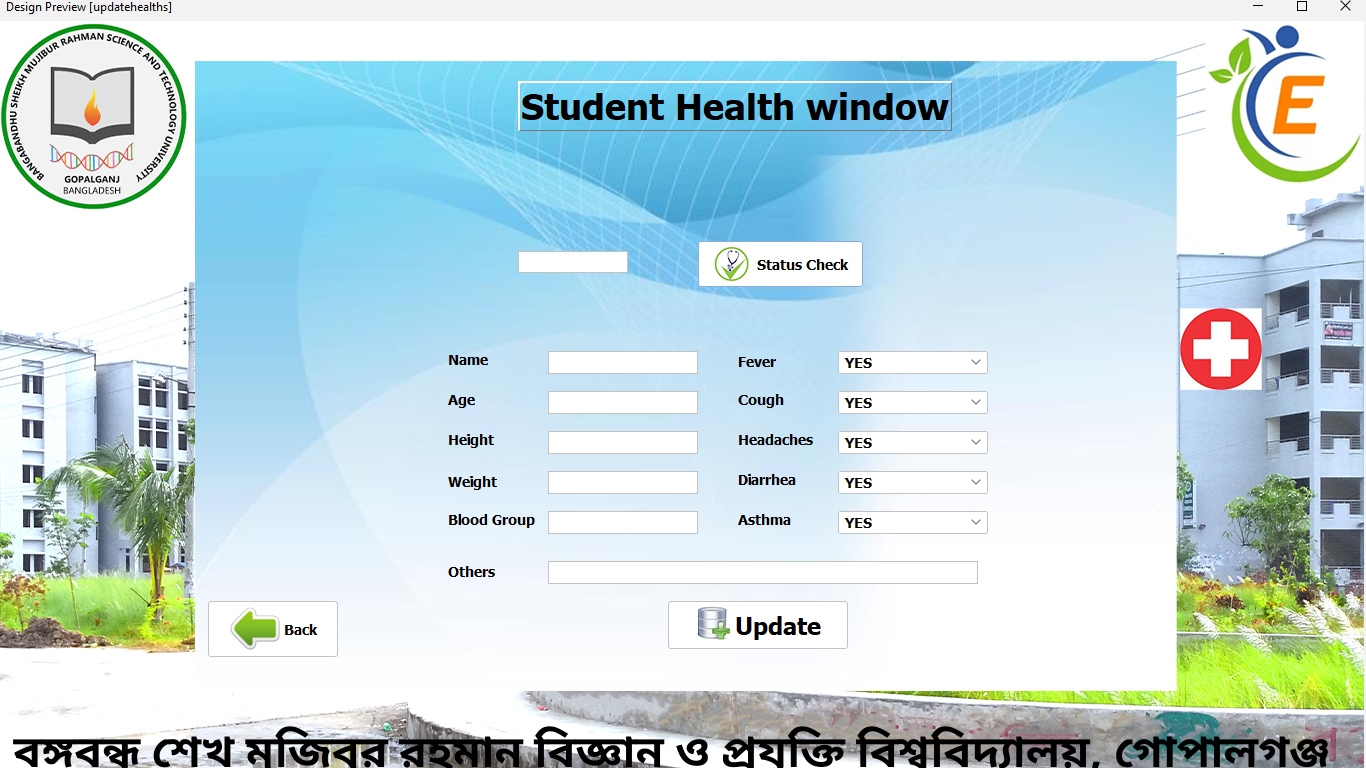 Design Preview [updatehealths]
BANGABANDHU SHEIKH MUJIBUR RAHMAN SCIENCE AND TECHNOLOGY UNIVERSITY
GOPALGANJ
BANGLADESH
E
Student Health window
Status Check
Name
Fever
YES
Age
Cough
YES
Height
Headaches
YES
Weight
Diarrhea
YES
Blood Group
Asthma
YES
Others
Back
Update
বঙ্গবন্ধু শেখ মুজিবুর রহমান বিজ্ঞান ও প্রযুক্তি বিশ্ববিদ্যালয়, গোপালগঞ্জ